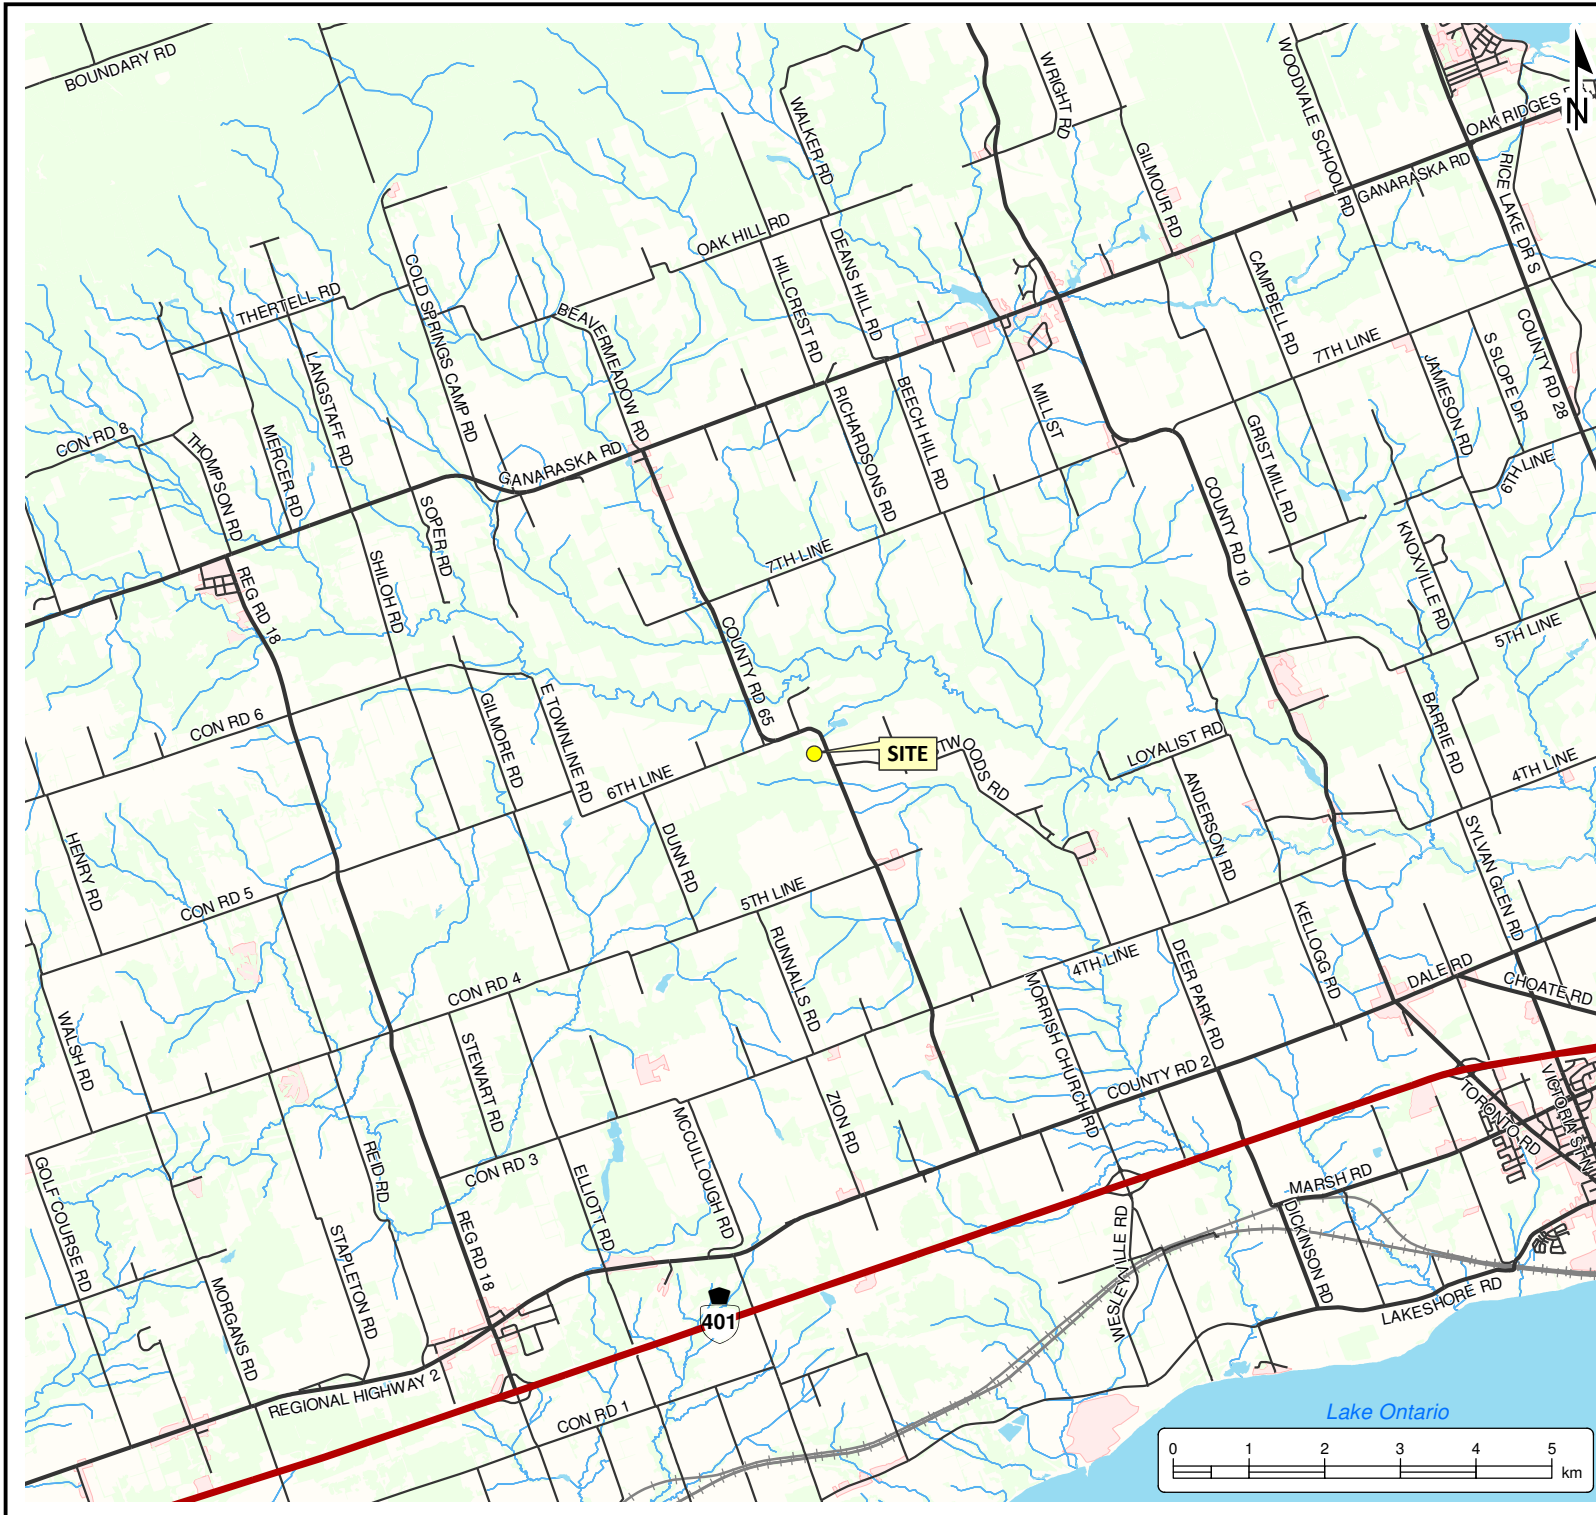 BOUNDARY RD
WRIGHT RD
WOODVALE SCHOOL RD
OAK RIDGES
N
WALKER RD
GILMOUR RD
GANARASKA RD
RICE LAKE DR S
OAK HILL RD
DEANS HILL RD
HILLCREST RD
COLD SPRINGS CAMP RD
THERTELL RD
BEAVERMEADOW RD
CAMPBELL RD
7TH LINE
COUNTY RD 28
S SLOPE DR
JAMIESON RD
LANGSTAFF RD
MERCER RD
CON RD 8
THOMPSON RD
GANARASKA RD
RICHARDSONS RD
BEECH HILL RD
MILL ST
GRIST MILL RD
6TH LINE
SOPER RD
COUNTY RD 10
KNOXVILLE RD
SHILOH RD
REG RD 18
7TH LINE
COUNTY RD 65
5TH LINE
CON RD 6
GILMORE RD
E TOWNLINE RD
6TH LINE
SITE
TW
OODS RD
LOYALIST RD
BARRIE RD
4TH LINE
ANDERSON RD
HENRY RD
DUNN RD
SYLVAN GLEN RD
CON RD 5
5TH LINE
RUNNALLS RD
KELLOGG RD
4TH LINE
DEER PARK RD
DALE RD
CHOATE RD
CON RD 4
MORRISH CHURCH RD
WALSH RD
STEWART RD
COUNTY RD 2
VICTORIA ST N
TORONTO RD
MCCULLOUGH RD
ZION RD
REID RD
CON RD 3
ELLIOTT RD
MARSH RD
GOLF COURSE RD
STAPLETON RD
REG RD 18
WESLEYVILLE RD
DICKINSON RD
MORGANS RD
401
LAKESHORE RD
REGIONAL HIGHWAY 2
CON RD 1
Lake Ontario
0 1 2 3 4 5
km